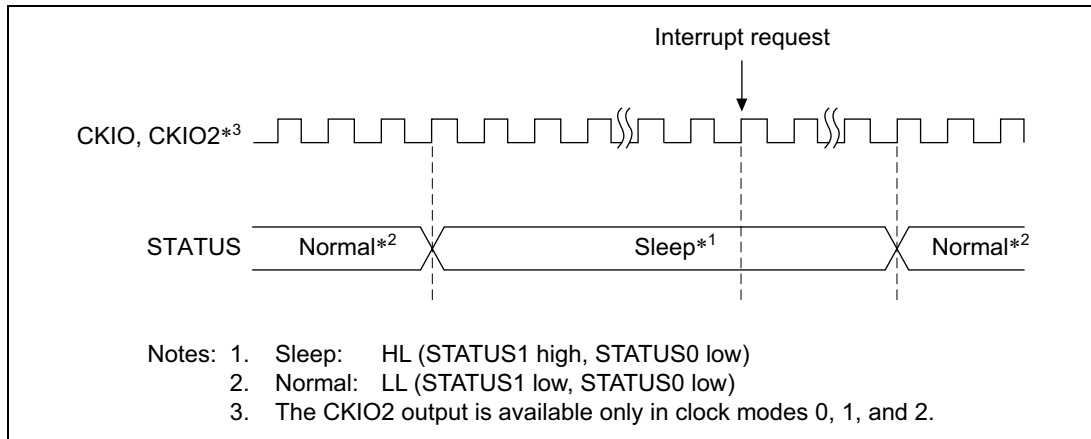 Interrupt request
CKIO, CKIO2*3
STATUS Normal*2 Sleep*1 Normal*2
Notes: 1. Sleep: HL (STATUS1 high, STATUS0 low)
2. Normal: LL (STATUS1 low, STATUS0 low)
3. The CKIO2 output is available only in clock modes 0, 1, and 2.